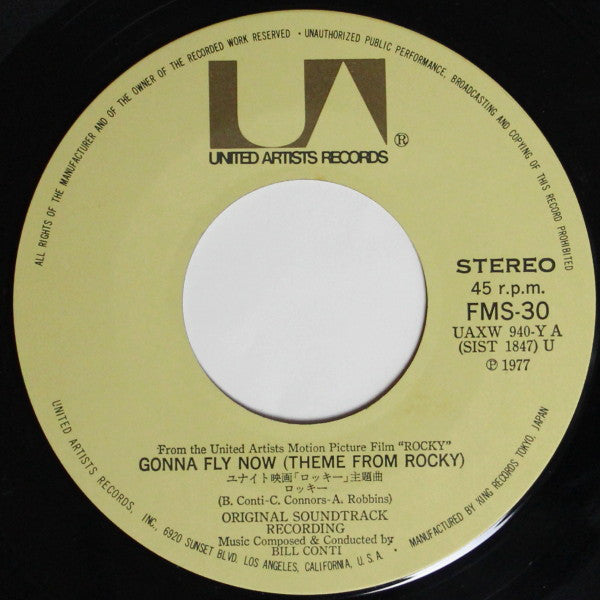 ALL RIGHTS OF THE MANUFACTURER AND OF THE OWNER OF THE RECORDED WORK RESERVED • UNAUTHORIZED PUBLIC PERFORMANCE, BROADCASTING AND COPYING OF THIS RECORD PROHIBITED
UA®
UNITED ARTISTS RECORDS
STEREO
45 r.p.m.
FMS-30
UAXW 940-Y A
(SIST 1847) U
℗ 1977
From the United Artists Motion Picture Film "ROCKY"
GONNA FLY NOW (THEME FROM ROCKY)
ユナイト映画「ロッキー」主題曲
ロッキー
(B. Conti-C. Connors-A. Robbins)
ORIGINAL SOUNDTRACK
RECORDING
Music Composed & Conducted by
BILL CONTI
UNITED ARTISTS RECORDS, INC., 6920 SUNSET BLVD. LOS ANGELES, CALIFORNIA, U.S.A. • MANUFACTURED BY KING RECORDS TOKYO, JAPAN